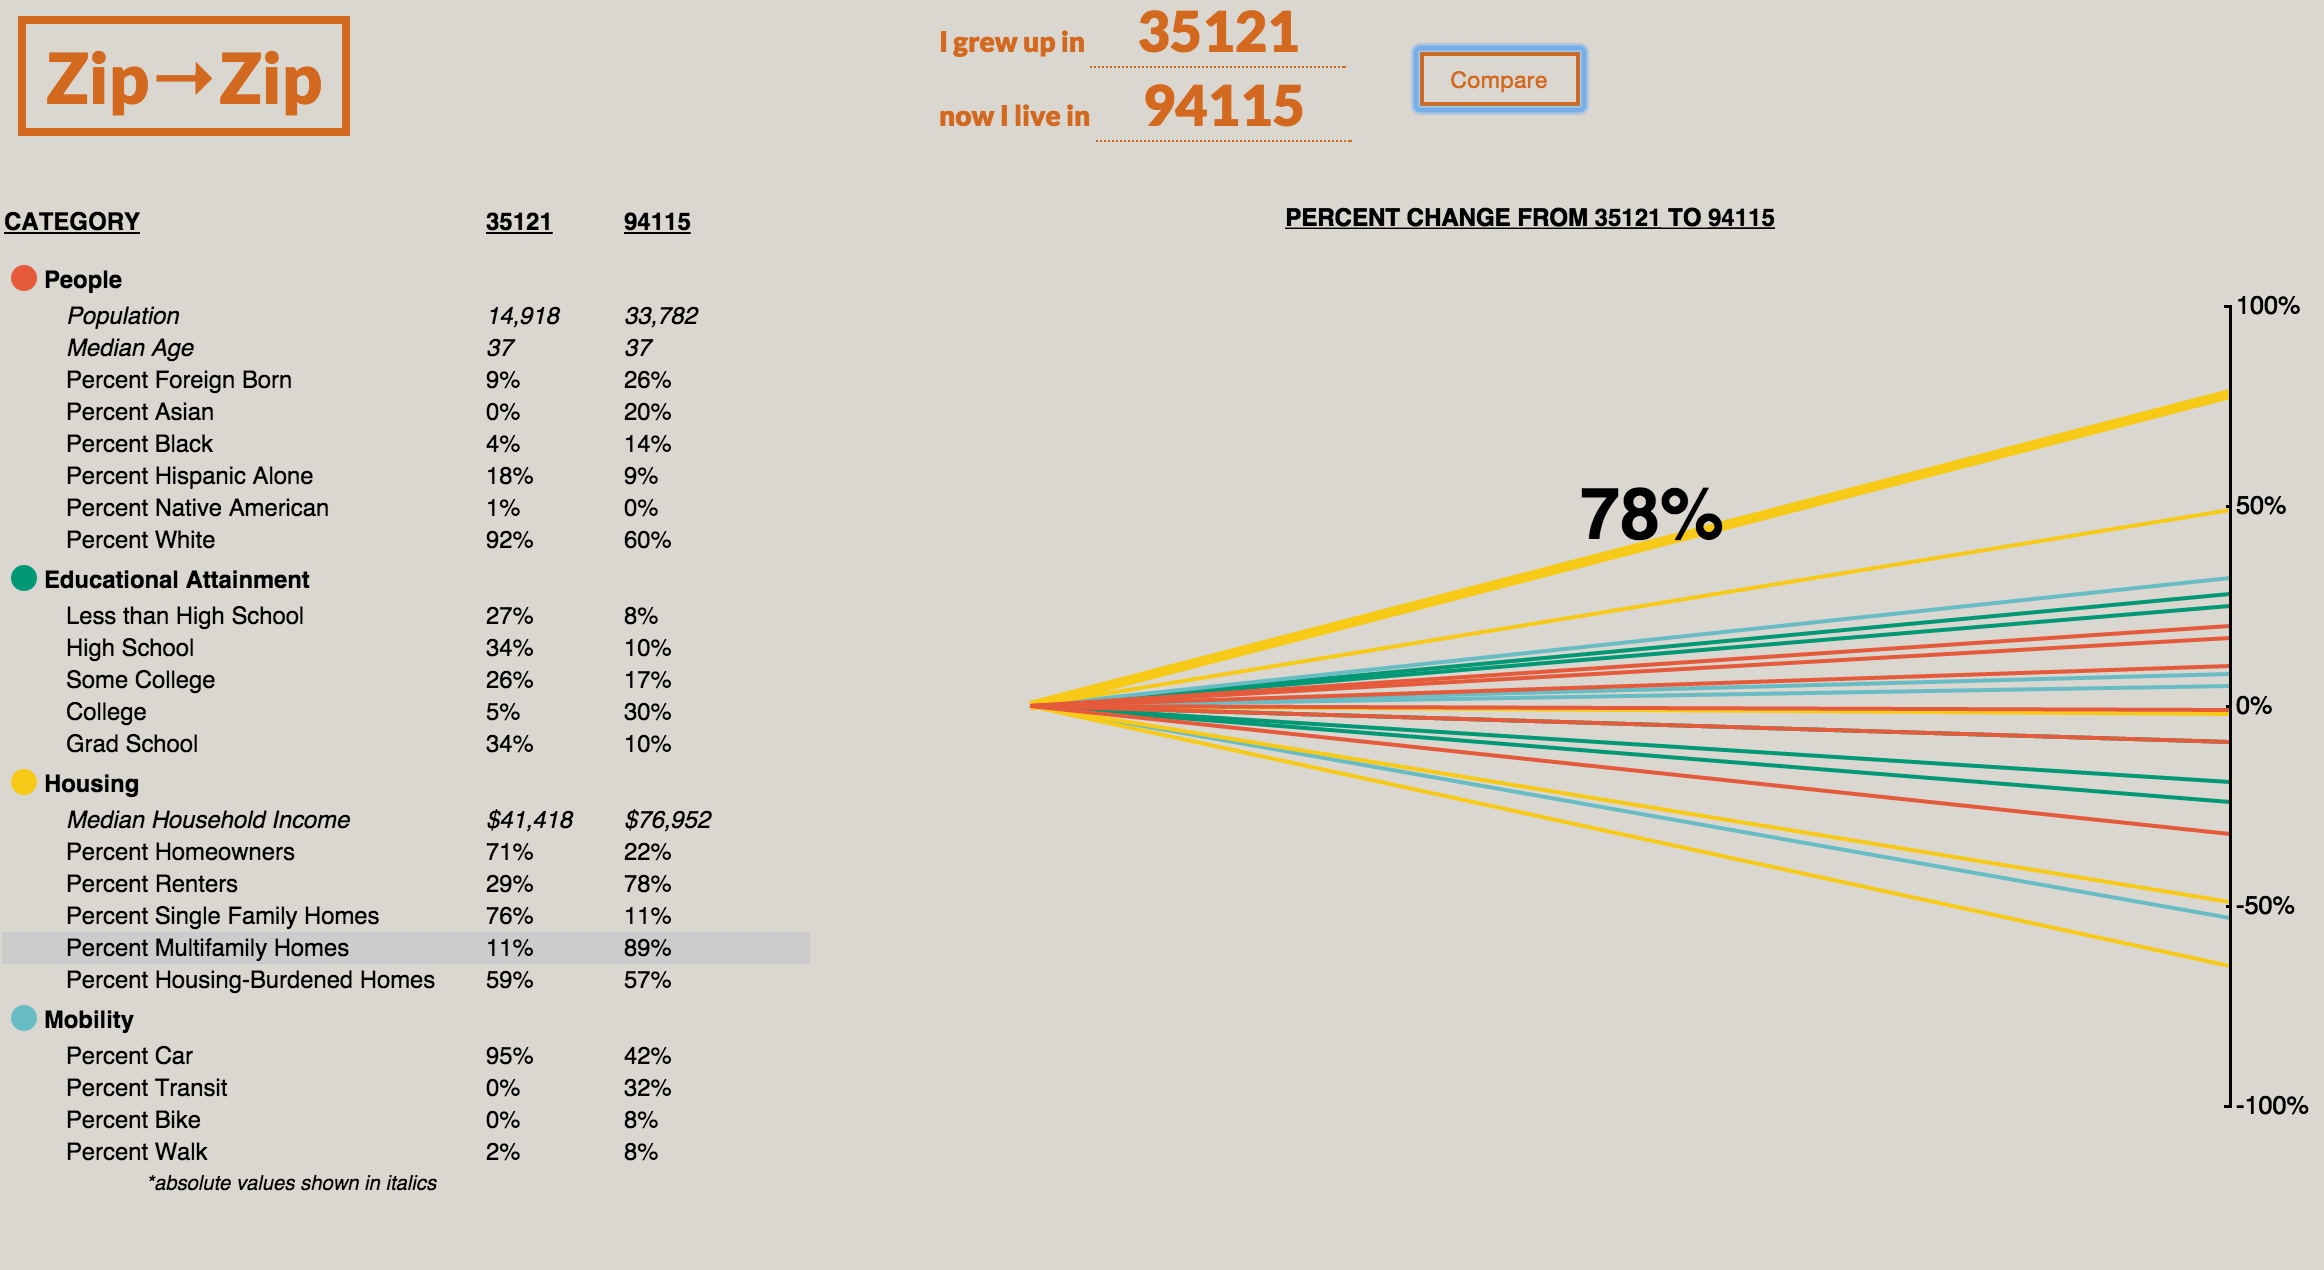 Zip→Zip
I grew up in 35121
now I live in 94115
Compare
CATEGORY 35121 94115
People
Population 14,918 33,782
Median Age 37 37
Percent Foreign Born 9% 26%
Percent Asian 0% 20%
Percent Black 4% 14%
Percent Hispanic Alone 18% 9%
Percent Native American 1% 0%
Percent White 92% 60%
Educational Attainment
Less than High School 27% 8%
High School 34% 10%
Some College 26% 17%
College 5% 30%
Grad School 34% 10%
Housing
Median Household Income $41,418 $76,952
Percent Homeowners 71% 22%
Percent Renters 29% 78%
Percent Single Family Homes 76% 11%
Percent Multifamily Homes 11% 89%
Percent Housing-Burdened Homes 59% 57%
Mobility
Percent Car 95% 42%
Percent Transit 0% 32%
Percent Bike 0% 8%
Percent Walk 2% 8%
*absolute values shown in italics
PERCENT CHANGE FROM 35121 TO 94115
78%
100%
50%
0%
-50%
-100%